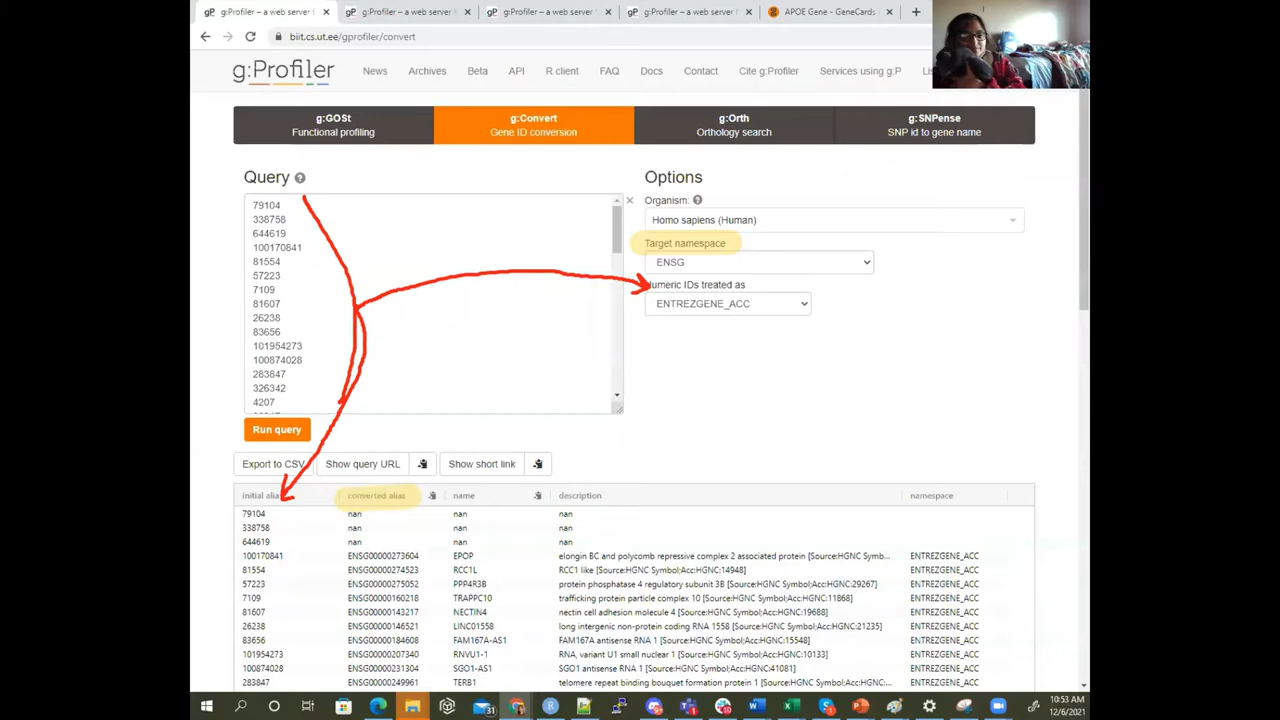 g:Profiler – a web server f
g:Profiler – a web server f
g:Profiler – a web server f
g:Profiler – a web server f
APOE Gene - GeneCards
biit.cs.ut.ee/gprofiler/convert
g:Profiler
News Archives Beta API R client FAQ Docs Contact Cite g:Profiler Services using g:P
g:GOSt
Functional profiling
g:Convert
Gene ID conversion
g:Orth
Orthology search
g:SNPense
SNP id to gene name
Query
79104
338758
644619
100170841
81554
57223
7109
81607
26238
83656
101954273
100874028
283847
326342
4207
Options
Organism:
Homo sapiens (Human)
Target namespace
ENSG
Numeric IDs treated as
ENTREZGENE_ACC
Run query
Export to CSV Show query URL Show short link
initial alias converted alias name description namespace
79104 nan nan nan
338758 nan nan nan
644619 nan nan nan
100170841 ENSG00000273604 EPOP elongin BC and polycomb repressive complex 2 associated protein [Source:HGNC Symb... ENTREZGENE_ACC
81554 ENSG00000274523 RCC1L RCC1 like [Source:HGNC Symbol;Acc:HGNC:14948] ENTREZGENE_ACC
57223 ENSG00000275052 PPP4R3B protein phosphatase 4 regulatory subunit 3B [Source:HGNC Symbol;Acc:HGNC:29267] ENTREZGENE_ACC
7109 ENSG00000160218 TRAPPC10 trafficking protein particle complex 10 [Source:HGNC Symbol;Acc:HGNC:11868] ENTREZGENE_ACC
81607 ENSG00000143217 NECTIN4 nectin cell adhesion molecule 4 [Source:HGNC Symbol;Acc:HGNC:19688] ENTREZGENE_ACC
26238 ENSG00000146521 LINC01558 long intergenic non-protein coding RNA 1558 [Source:HGNC Symbol;Acc:HGNC:21235] ENTREZGENE_ACC
83656 ENSG00000184608 FAM167A-AS1 FAM167A antisense RNA 1 [Source:HGNC Symbol;Acc:HGNC:15548] ENTREZGENE_ACC
101954273 ENSG00000207340 RNVU1-1 RNA, variant U1 small nuclear 1 [Source:HGNC Symbol;Acc:HGNC:10133] ENTREZGENE_ACC
100874028 ENSG00000231304 SGO1-AS1 SGO1 antisense RNA 1 [Source:HGNC Symbol;Acc:HGNC:41081] ENTREZGENE_ACC
283847 ENSG00000249961 TERB1 telomere repeat binding bouquet formation protein 1 [Source:HGNC Symbol;Acc:HGNC:... ENTREZGENE_ACC
31
10:53 AM
12/6/2021